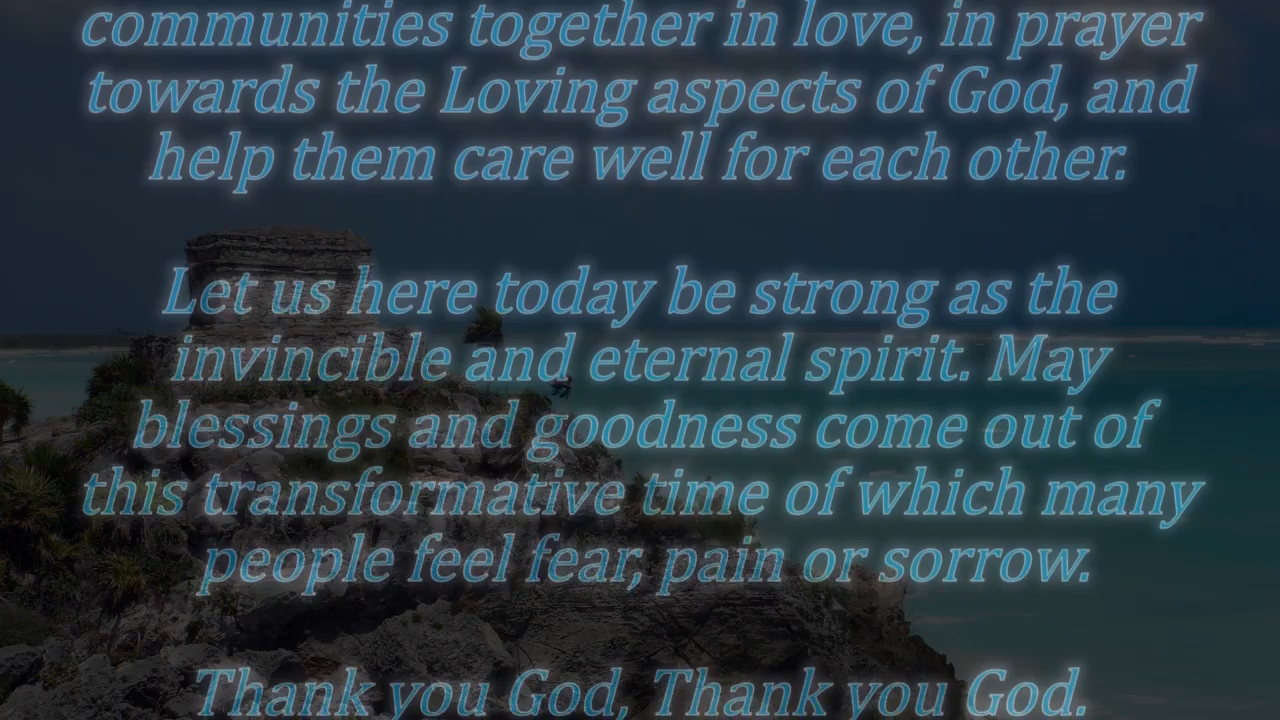 communities together in love, in prayer
towards the Loving aspects of God, and
help them care well for each other.
Let us here today be strong as the
invincible and eternal spirit. May
blessings and goodness come out of
this transformative time of which many
people feel fear, pain or sorrow.
Thank you God, Thank you God.